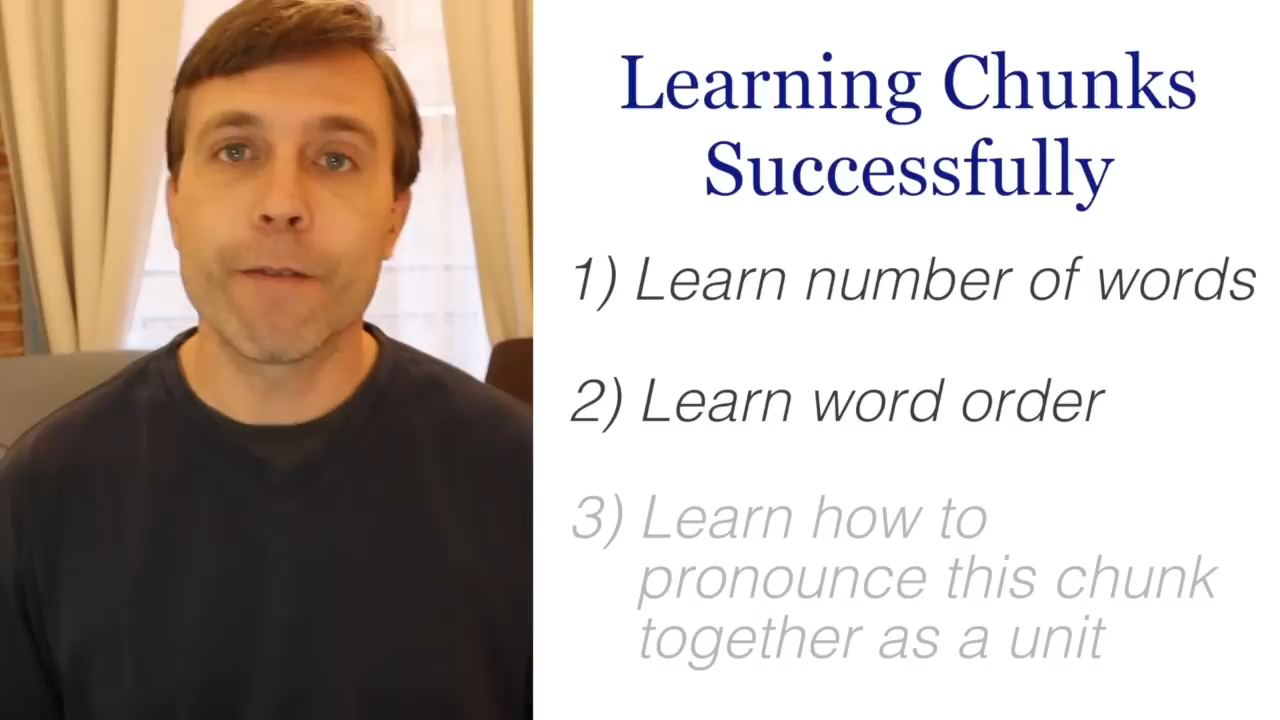 Learning Chunks
Successfully
1) Learn number of words
2) Learn word order
3) Learn how to
pronounce this chunk
together as a unit